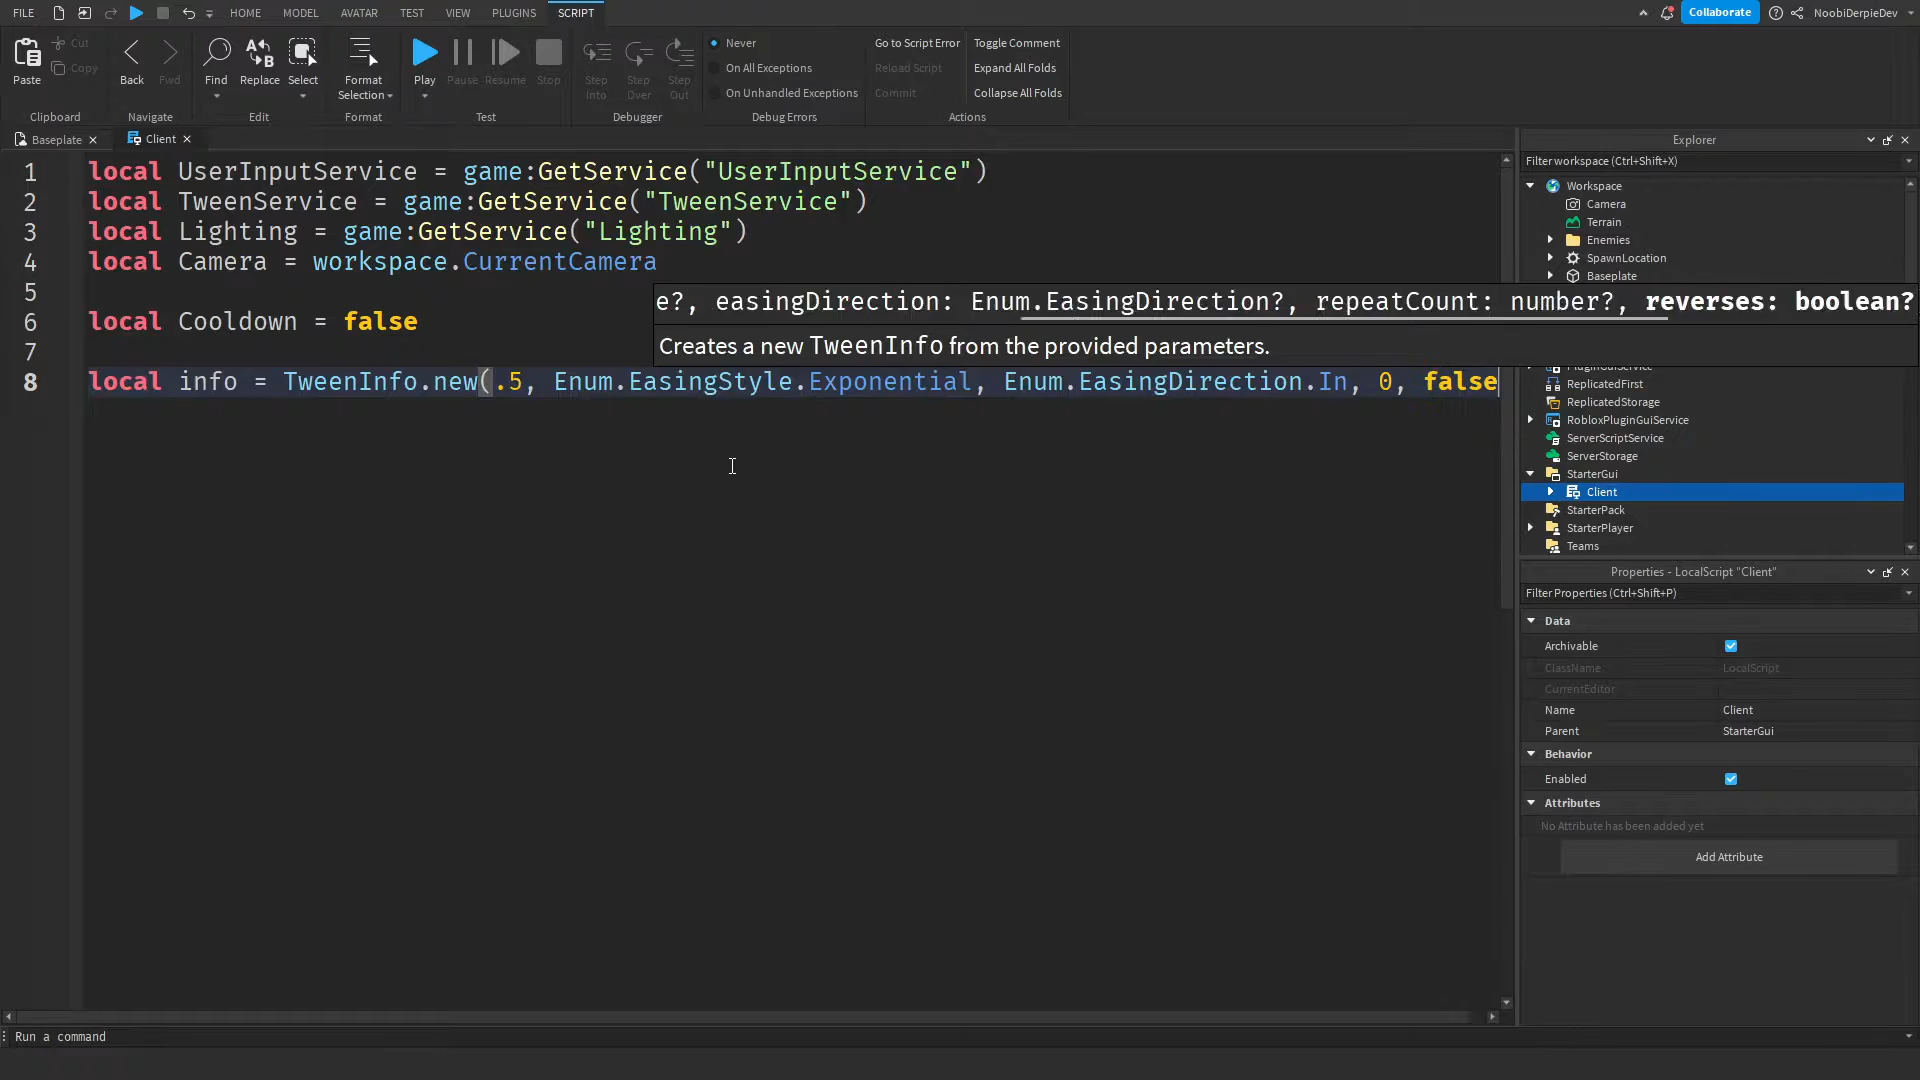 FILE HOME MODEL AVATAR TEST VIEW PLUGINS SCRIPT Collaborate NoobiDerpieDev
Paste Cut Copy Back Fwd Find Replace Select Format Selection Play Pause Resume Stop Step Into Step Over Step Out
Never Go to Script Error Toggle Comment
On All Exceptions Reload Script Expand All Folds
On Unhandled Exceptions Commit Collapse All Folds
Clipboard Navigate Edit Format Test Debugger Debug Errors Actions
Baseplate Client
1 local UserInputService = game:GetService("UserInputService")
2 local TweenService = game:GetService("TweenService")
3 local Lighting = game:GetService("Lighting")
4 local Camera = workspace.CurrentCamera
5
e?, easingDirection: Enum.EasingDirection?, repeatCount: number?, reverses: boolean?
6 local Cooldown = false
7
Creates a new TweenInfo from the provided parameters.
8 local info = TweenInfo.new(.5, Enum.EasingStyle.Exponential, Enum.EasingDirection.In, 0, false
Explorer
Filter workspace (Ctrl+Shift+X)
Workspace
Camera
Terrain
Enemies
SpawnLocation
Baseplate
PluginGuiService
ReplicatedFirst
ReplicatedStorage
RobloxPluginGuiService
ServerScriptService
ServerStorage
StarterGui
Client
StarterPack
StarterPlayer
Teams
Properties - LocalScript "Client"
Filter Properties (Ctrl+Shift+P)
Data
Archivable
ClassName LocalScript
CurrentEditor
Name Client
Parent StarterGui
Behavior
Enabled
Attributes
No Attribute has been added yet
Add Attribute
Run a command